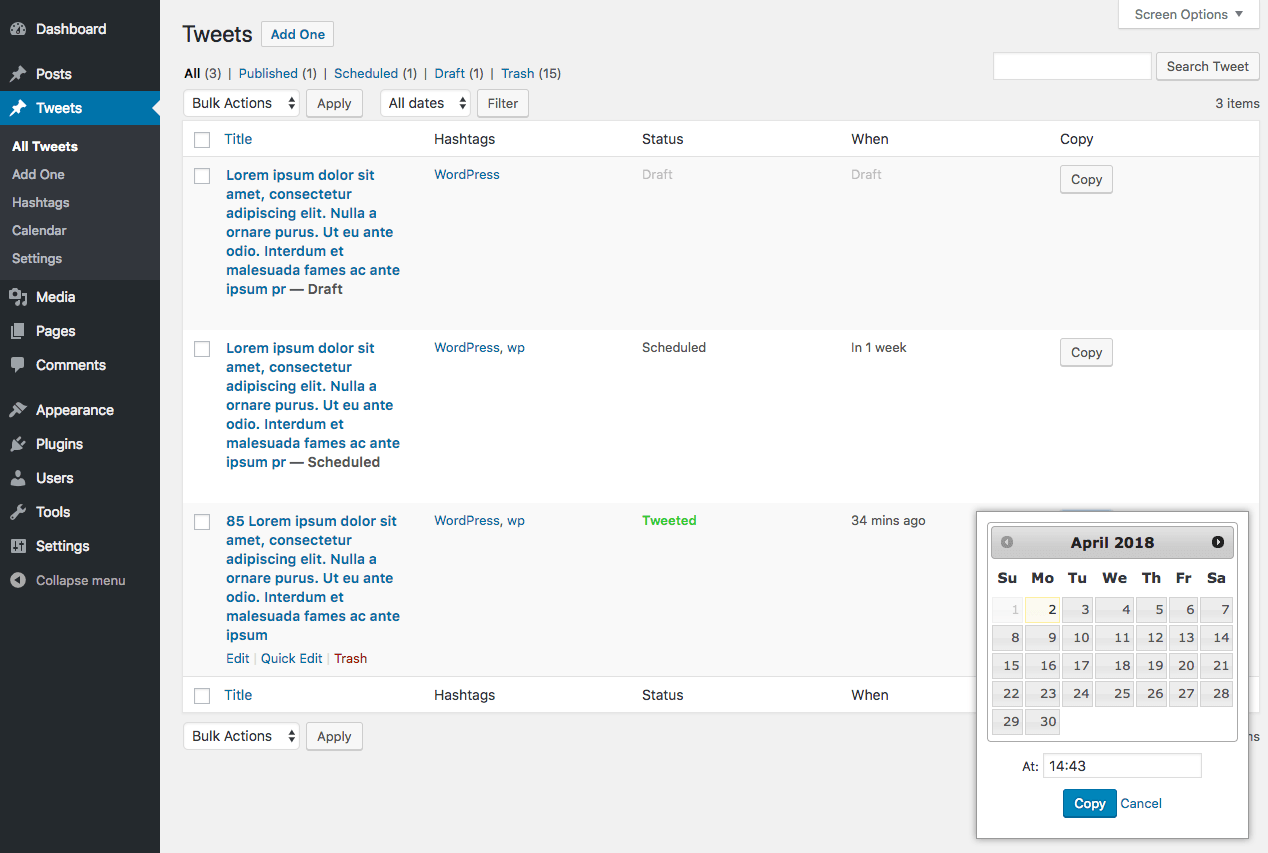 Dashboard
Posts
Tweets
All Tweets
Add One
Hashtags
Calendar
Settings
Media
Pages
Comments
Appearance
Plugins
Users
Tools
Settings
Collapse menu
Screen Options
Tweets Add One
All (3) | Published (1) | Scheduled (1) | Draft (1) | Trash (15)
Search Tweet
Bulk Actions Apply All dates Filter
3 items
Title Hashtags Status When Copy
Lorem ipsum dolor sit
amet, consectetur
adipiscing elit. Nulla a
ornare purus. Ut eu ante
odio. Interdum et
malesuada fames ac ante
ipsum pr — Draft
WordPress
Draft
Draft
Copy
Lorem ipsum dolor sit
amet, consectetur
adipiscing elit. Nulla a
ornare purus. Ut eu ante
odio. Interdum et
malesuada fames ac ante
ipsum pr — Scheduled
WordPress, wp
Scheduled
In 1 week
Copy
85 Lorem ipsum dolor sit
amet, consectetur
adipiscing elit. Nulla a
ornare purus. Ut eu ante
odio. Interdum et
malesuada fames ac ante
ipsum
Edit | Quick Edit | Trash
WordPress, wp
Tweeted
34 mins ago
Title Hashtags Status When
Bulk Actions Apply
April 2018
Su Mo Tu We Th Fr Sa
1 2 3 4 5 6 7
8 9 10 11 12 13 14
15 16 17 18 19 20 21
22 23 24 25 26 27 28
29 30
At: 14:43
Copy Cancel